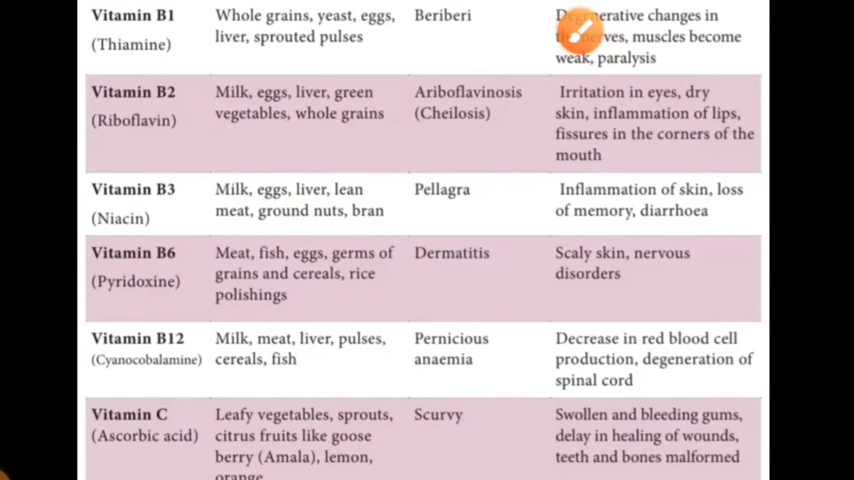 Vitamin B1
(Thiamine)
Whole grains, yeast, eggs,
liver, sprouted pulses
Beriberi
Degenerative changes in
nerves, muscles become
weak, paralysis
Vitamin B2
(Riboflavin)
Milk, eggs, liver, green
vegetables, whole grains
Ariboflavinosis
(Cheilosis)
Irritation in eyes, dry
skin, inflammation of lips,
fissures in the corners of the
mouth
Vitamin B3
(Niacin)
Milk, eggs, liver, lean
meat, ground nuts, bran
Pellagra
Inflammation of skin, loss
of memory, diarrhoea
Vitamin B6
(Pyridoxine)
Meat, fish, eggs, germs of
grains and cereals, rice
polishings
Dermatitis
Scaly skin, nervous
disorders
Vitamin B12
(Cyanocobalamine)
Milk, meat, liver, pulses,
cereals, fish
Pernicious
anaemia
Decrease in red blood cell
production, degeneration of
spinal cord
Vitamin C
(Ascorbic acid)
Leafy vegetables, sprouts,
citrus fruits like goose
berry (Amala), lemon,
orange
Scurvy
Swollen and bleeding gums,
delay in healing of wounds,
teeth and bones malformed